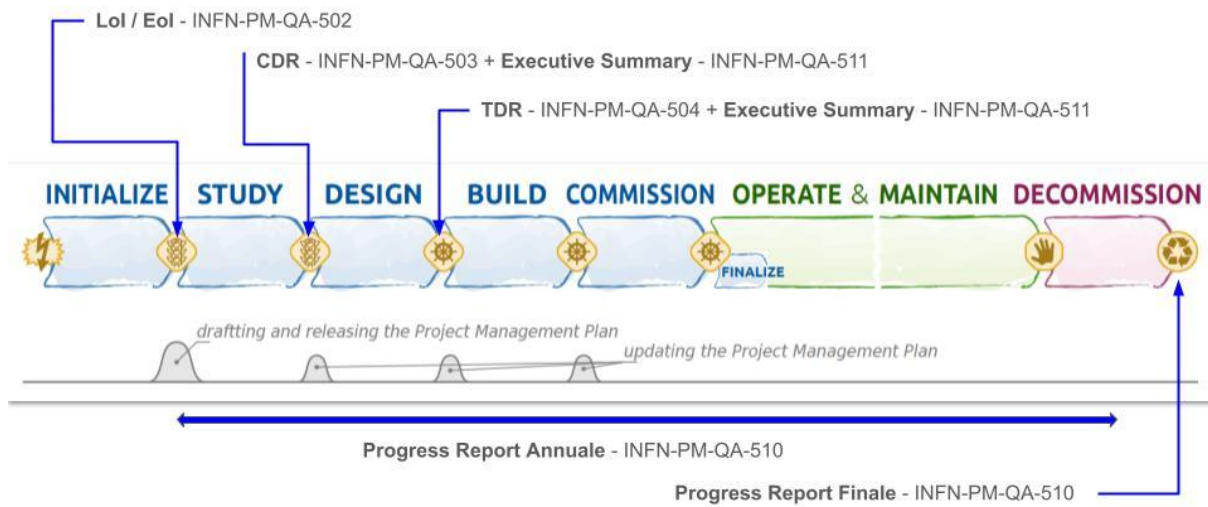 LoI / EoI - INFN-PM-QA-502
CDR - INFN-PM-QA-503 + Executive Summary - INFN-PM-QA-511
TDR - INFN-PM-QA-504 + Executive Summary - INFN-PM-QA-511
INITIALIZE STUDY DESIGN BUILD COMMISSION OPERATE & MAINTAIN DECOMMISSION
FINALIZE
draftting and releasing the Project Management Plan
updating the Project Management Plan
Progress Report Annuale - INFN-PM-QA-510
Progress Report Finale - INFN-PM-QA-510